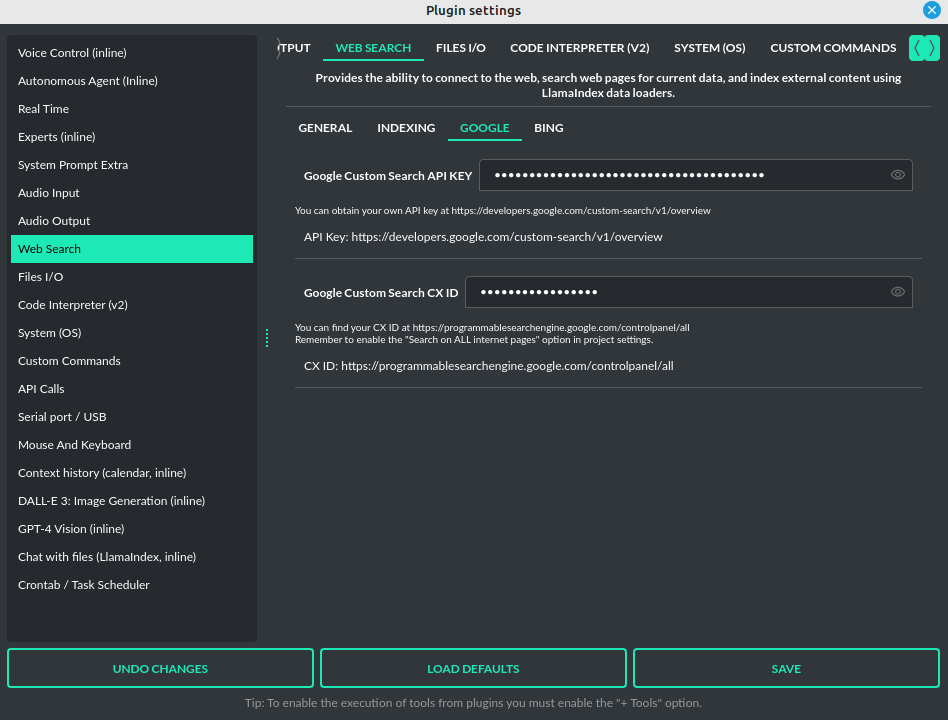 Plugin settings
Voice Control (inline)
Autonomous Agent (Inline)
Real Time
Experts (inline)
System Prompt Extra
Audio Input
Audio Output
Web Search
Files I/O
Code Interpreter (v2)
System (OS)
Custom Commands
API Calls
Serial port / USB
Mouse And Keyboard
Context history (calendar, inline)
DALL-E 3: Image Generation (inline)
GPT-4 Vision (inline)
Chat with files (LlamaIndex, inline)
Crontab / Task Scheduler
TPUT WEB SEARCH FILES I/O CODE INTERPRETER (V2) SYSTEM (OS) CUSTOM COMMANDS
Provides the ability to connect to the web, search web pages for current data, and index external content using
LlamaIndex data loaders.
GENERAL INDEXING GOOGLE BING
Google Custom Search API KEY
You can obtain your own API key at https://developers.google.com/custom-search/v1/overview
API Key: https://developers.google.com/custom-search/v1/overview
Google Custom Search CX ID
You can find your CX ID at https://programmablesearchengine.google.com/controlpanel/all
Remember to enable the "Search on ALL internet pages" option in project settings.
CX ID: https://programmablesearchengine.google.com/controlpanel/all
UNDO CHANGES LOAD DEFAULTS SAVE
Tip: To enable the execution of tools from plugins you must enable the "+ Tools" option.